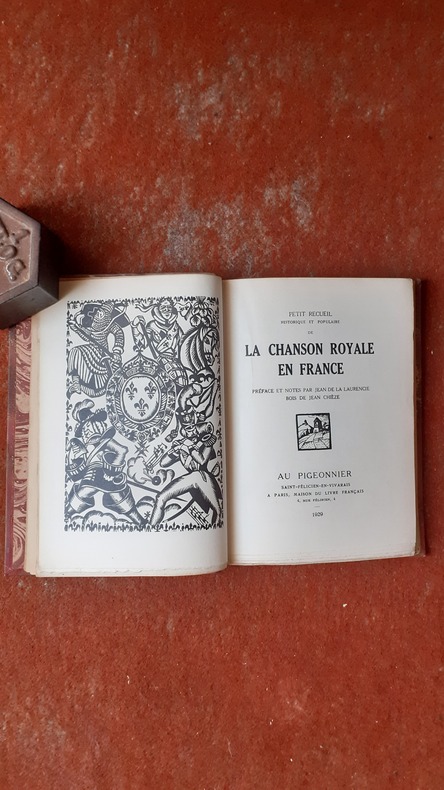 PETIT RECUEIL
HISTORIQUE ET POPULAIRE
DE
LA CHANSON ROYALE
EN FRANCE
PRÉFACE ET NOTES PAR JEAN DE LA LAURENCIE
BOIS DE JEAN CHIÈZE
AU PIGEONNIER
SAINT-FÉLICIEN-EN-VIVARAIS
A PARIS, MAISON DU LIVRE FRANÇAIS
4, RUE FÉLIBIEN, 4
1929